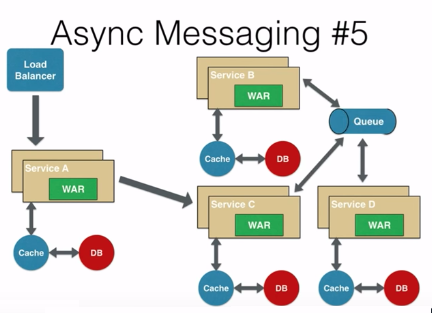 Async Messaging #5
Load
Balancer
Service B
WAR
Queue
Cache
DB
Service A
WAR
Cache
DB
Service C
WAR
Cache
DB
Service D
WAR
Cache
DB